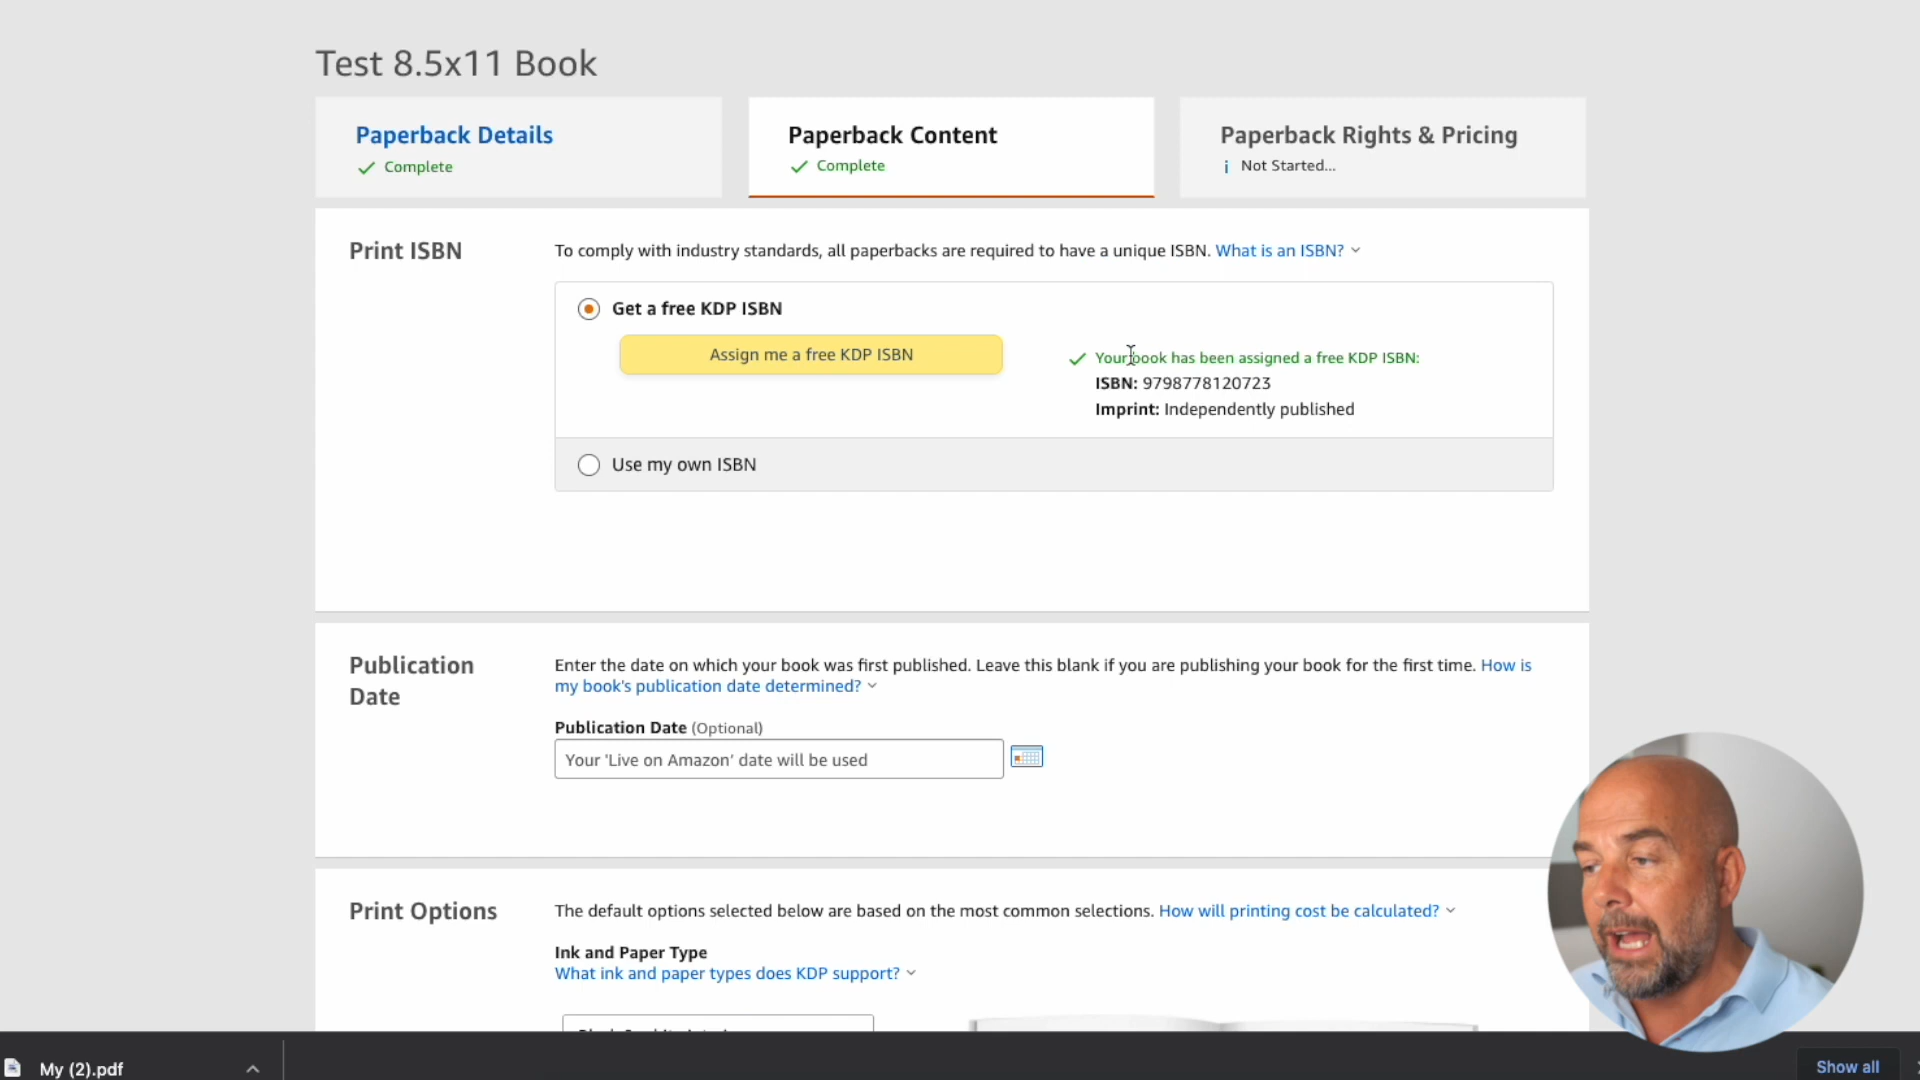 Test 8.5x11 Book
Paperback Details
Complete
Paperback Content
Complete
Paperback Rights & Pricing
i Not Started...
Print ISBN
To comply with industry standards, all paperbacks are required to have a unique ISBN. What is an ISBN?
Get a free KDP ISBN
Assign me a free KDP ISBN
Your book has been assigned a free KDP ISBN:
ISBN: 9798778120723
Imprint: Independently published
Use my own ISBN
Publication Date
Enter the date on which your book was first published. Leave this blank if you are publishing your book for the first time. How is
my book's publication date determined?
Publication Date (Optional)
Your 'Live on Amazon' date will be used
Print Options
The default options selected below are based on the most common selections. How will printing cost be calculated?
Ink and Paper Type
What ink and paper types does KDP support?
My (2).pdf
Show all